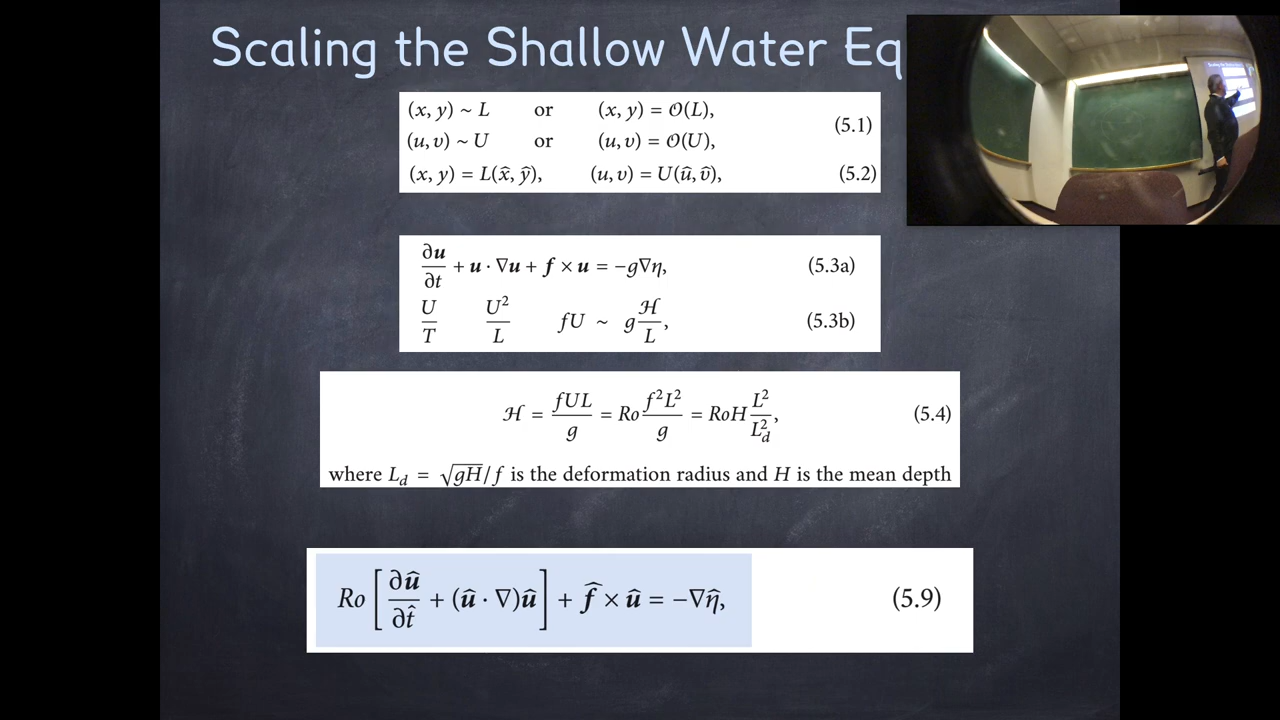 Scaling the Shallow Water Eq
(x, y) ∼ L or (x, y) = 𝒪(L),
(u, v) ∼ U or (u, v) = 𝒪(U), (5.1)
(x, y) = L(x̂, ŷ), (u, v) = U(û, v̂), (5.2)
∂u/∂t + u · ∇u + f × u = −g∇η, (5.3a)
U/T U²/L fU ∼ g ℋ/L, (5.3b)
ℋ = fUL/g = Ro f²L²/g = RoH L²/L_d², (5.4)
where L_d = √gH/f is the deformation radius and H is the mean depth
Ro [∂û/∂t̂ + (û · ∇)û] + f̂ × û = −∇η̂, (5.9)